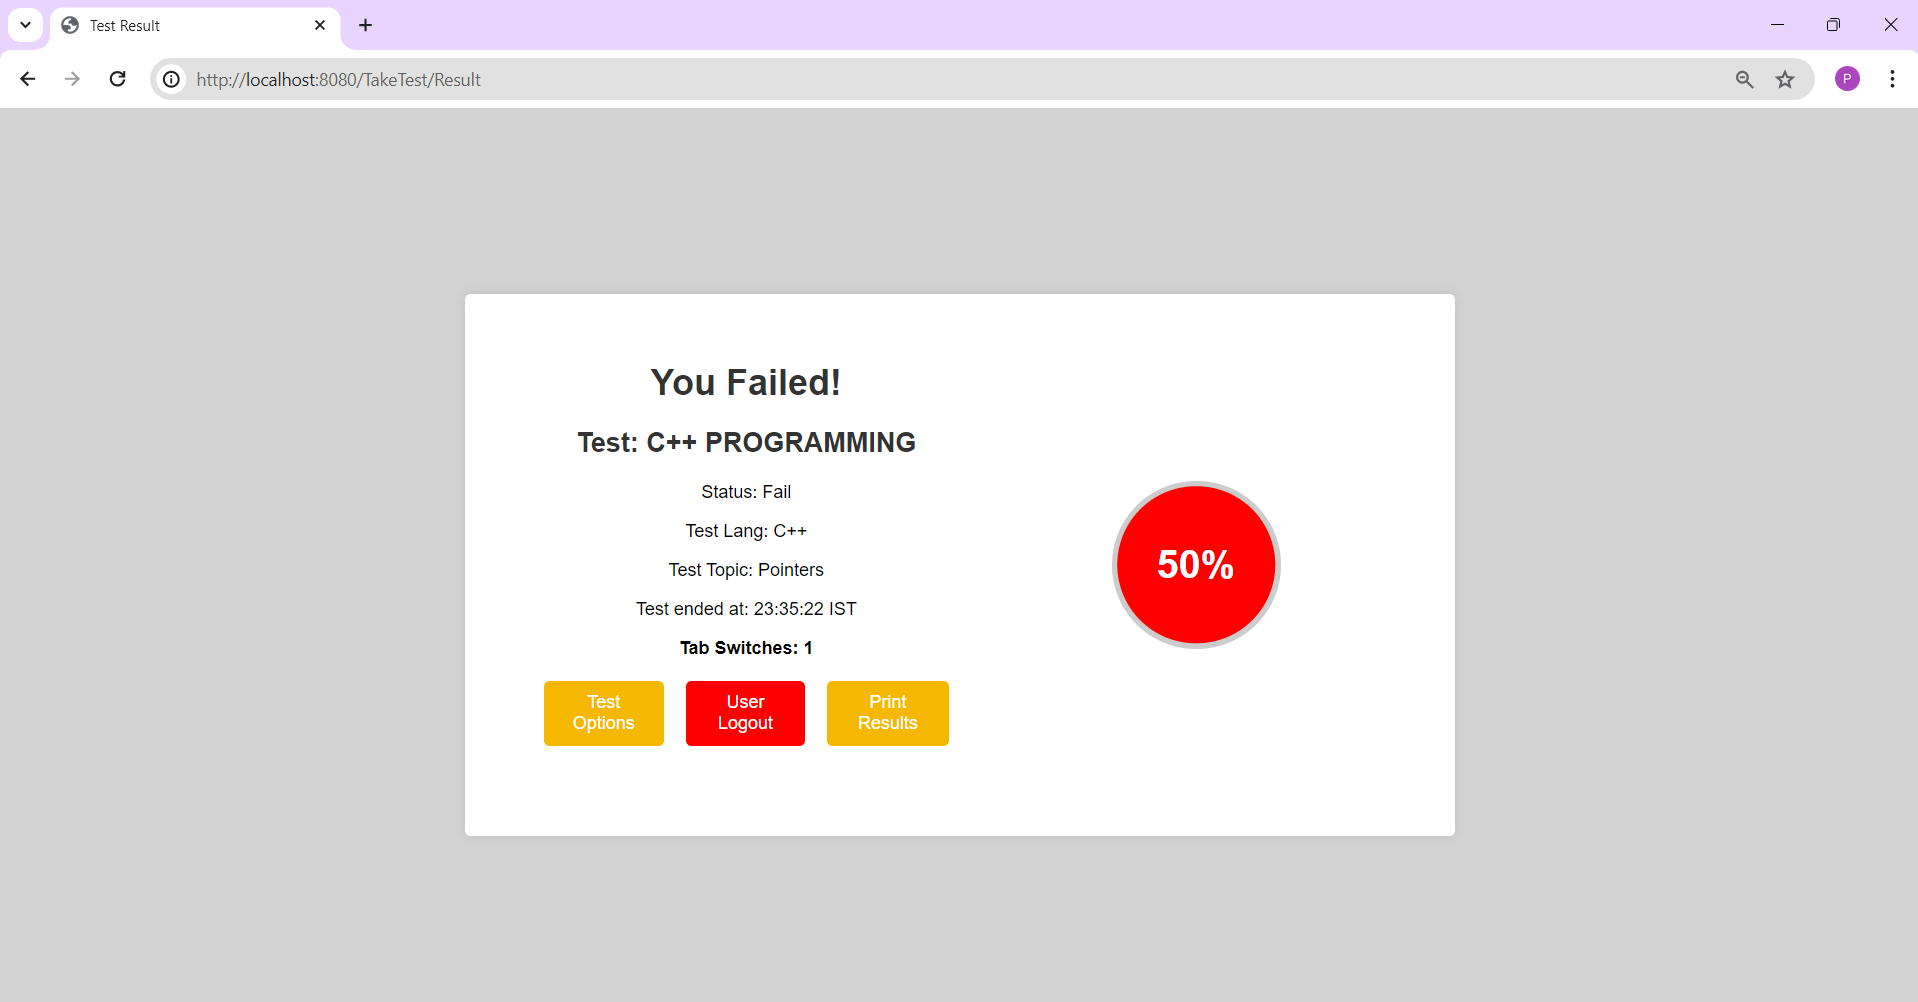 Test Result
http://localhost:8080/TakeTest/Result
P
You Failed!
Test: C++ PROGRAMMING
Status: Fail
Test Lang: C++
Test Topic: Pointers
Test ended at: 23:35:22 IST
Tab Switches: 1
Test
Options
User
Logout
Print
Results
50%